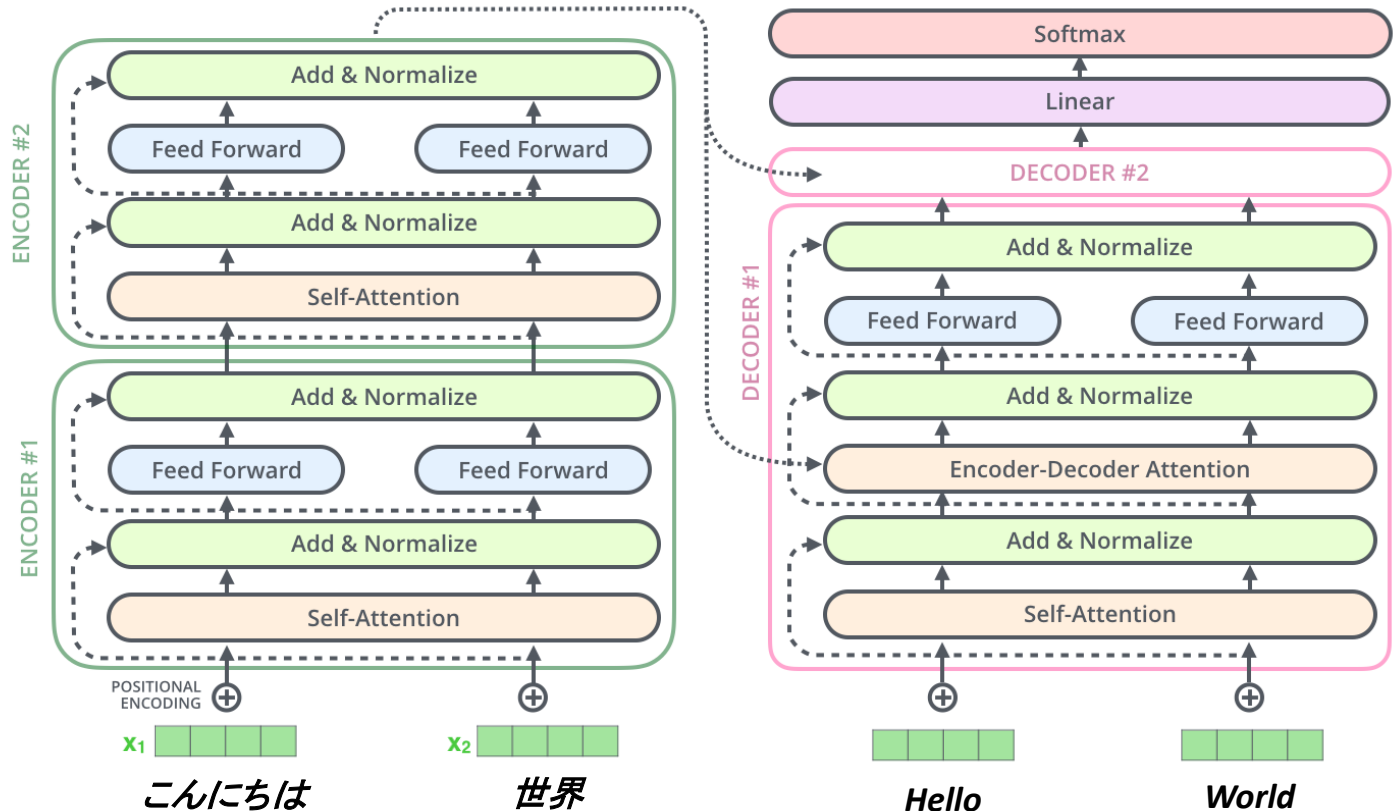 ENCODER #2
Add & Normalize
Feed Forward Feed Forward
Add & Normalize
Self-Attention
ENCODER #1
Add & Normalize
Feed Forward Feed Forward
Add & Normalize
Self-Attention
POSITIONAL
ENCODING
x1 x2
こんにちは 世界
Softmax
Linear
DECODER #2
DECODER #1
Add & Normalize
Feed Forward Feed Forward
Add & Normalize
Encoder-Decoder Attention
Add & Normalize
Self-Attention
Hello World